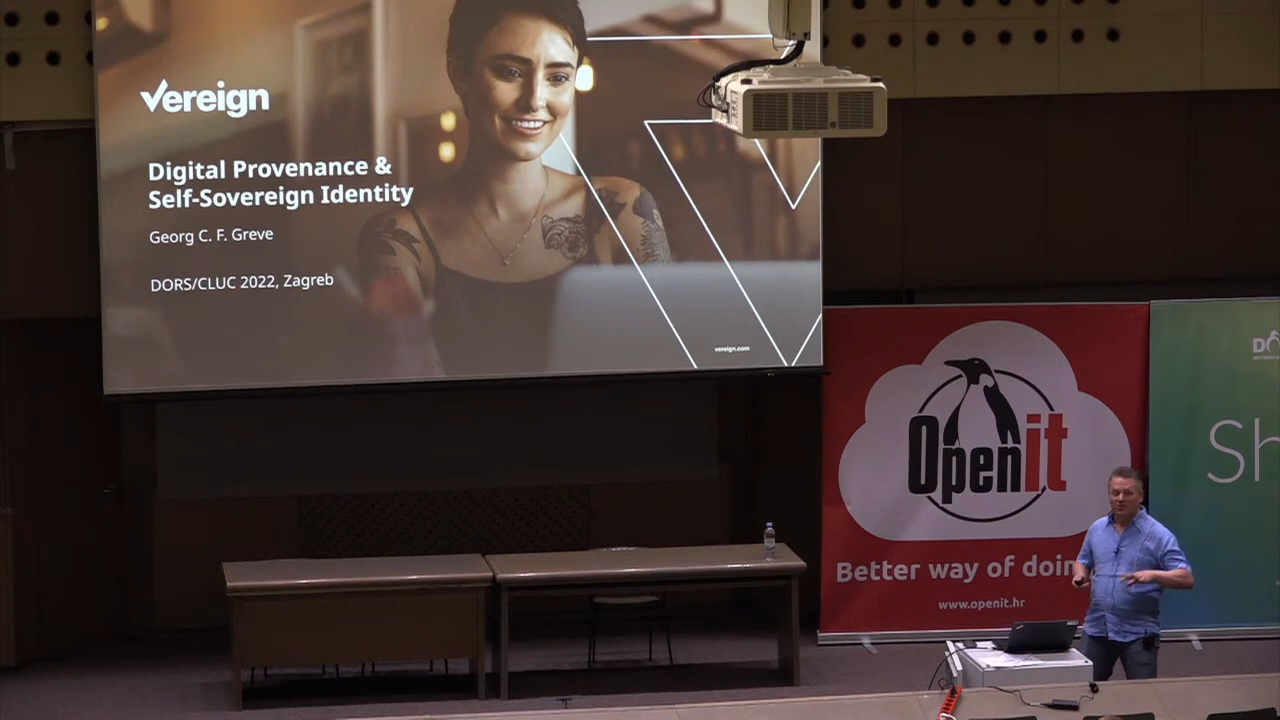 Vereign
Digital Provenance &
Self-Sovereign Identity
Georg C. F. Greve
DORS/CLUC 2022, Zagreb
vereign.com
Openit
Better way of doin
www.openit.hr
DO
Sh